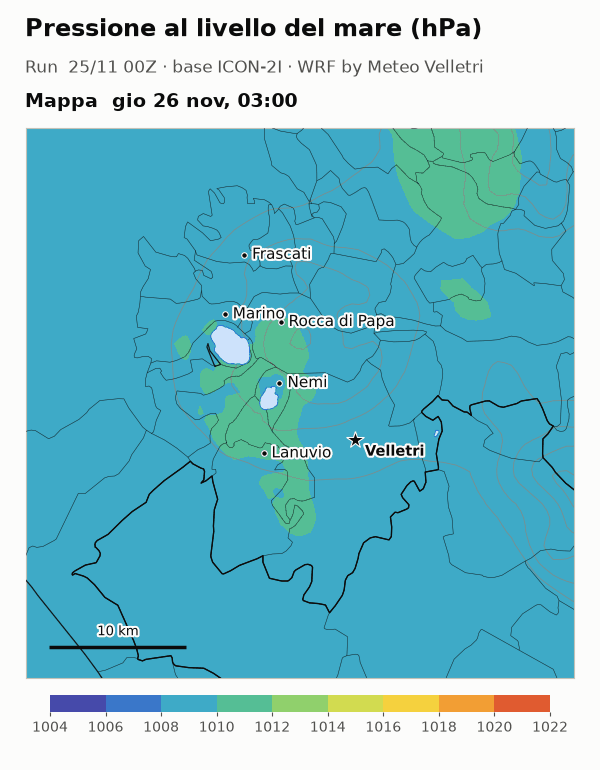 Pressione al livello del mare (hPa)
Run  25/11 00Z · base ICON-2I · WRF by Meteo Velletri
Mappa  gio 26 nov, 03:00
Frascati
Marino
Rocca di Papa
Nemi
Velletri
Lanuvio
10 km
1004 1006 1008 1010 1012 1014 1016 1018 1020 1022